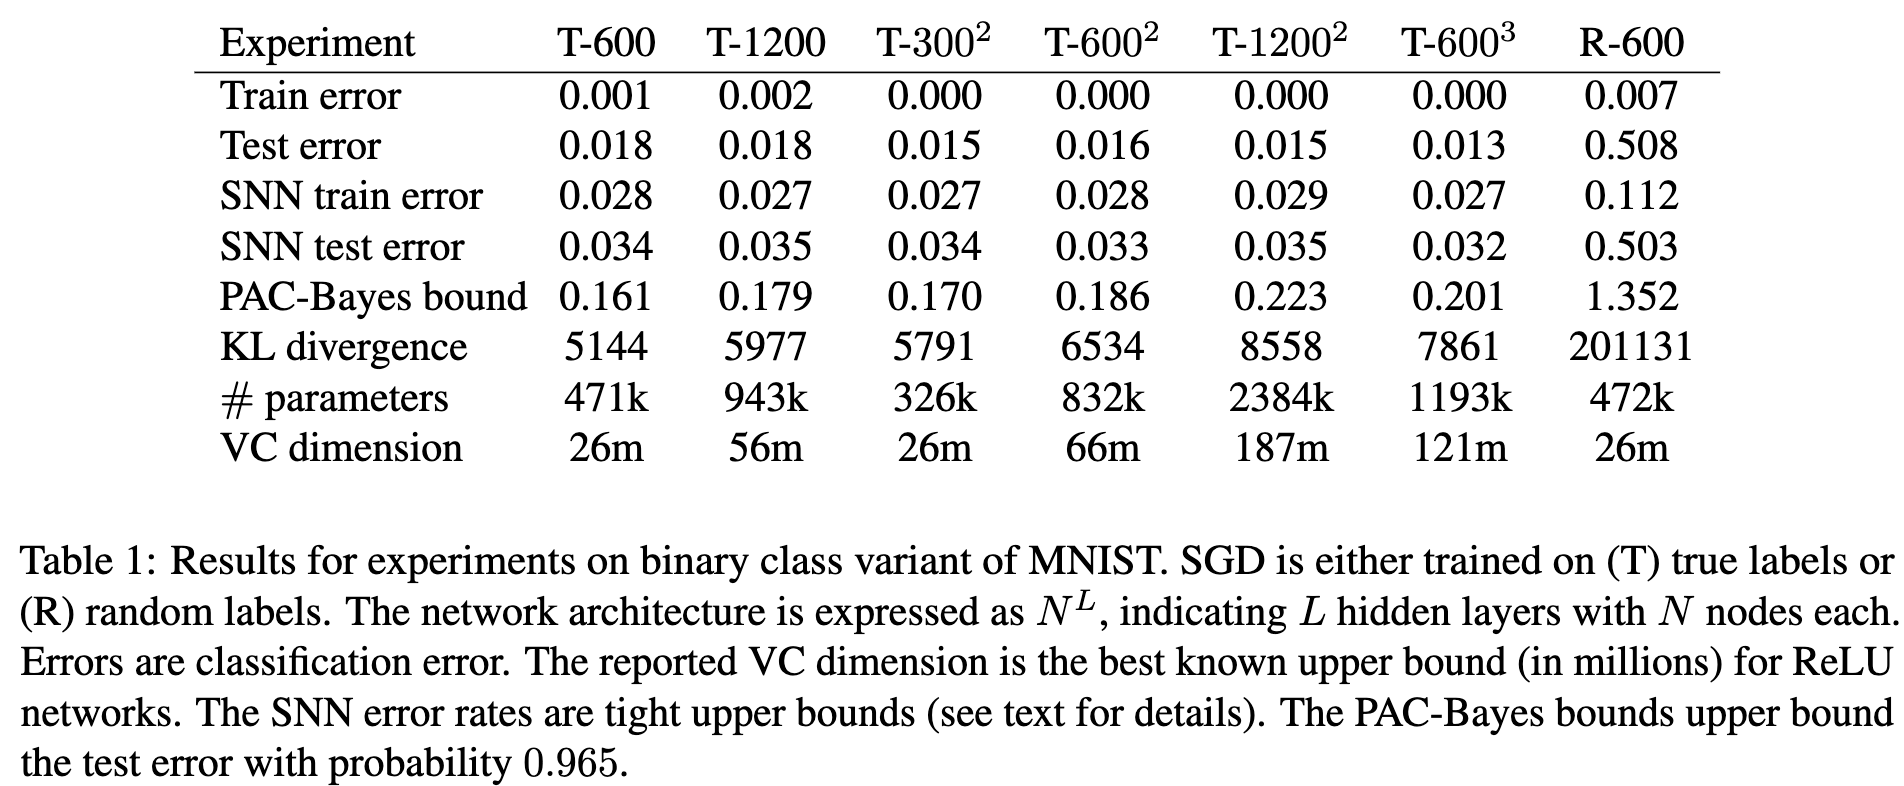 Experiment T-600 T-1200 T-300² T-600² T-1200² T-600³ R-600
Train error 0.001 0.002 0.000 0.000 0.000 0.000 0.007
Test error 0.018 0.018 0.015 0.016 0.015 0.013 0.508
SNN train error 0.028 0.027 0.027 0.028 0.029 0.027 0.112
SNN test error 0.034 0.035 0.034 0.033 0.035 0.032 0.503
PAC-Bayes bound 0.161 0.179 0.170 0.186 0.223 0.201 1.352
KL divergence 5144 5977 5791 6534 8558 7861 201131
# parameters 471k 943k 326k 832k 2384k 1193k 472k
VC dimension 26m 56m 26m 66m 187m 121m 26m
Table 1: Results for experiments on binary class variant of MNIST. SGD is either trained on (T) true labels or
(R) random labels. The network architecture is expressed as Nᴸ, indicating L hidden layers with N nodes each.
Errors are classification error. The reported VC dimension is the best known upper bound (in millions) for ReLU
networks. The SNN error rates are tight upper bounds (see text for details). The PAC-Bayes bounds upper bound
the test error with probability 0.965.